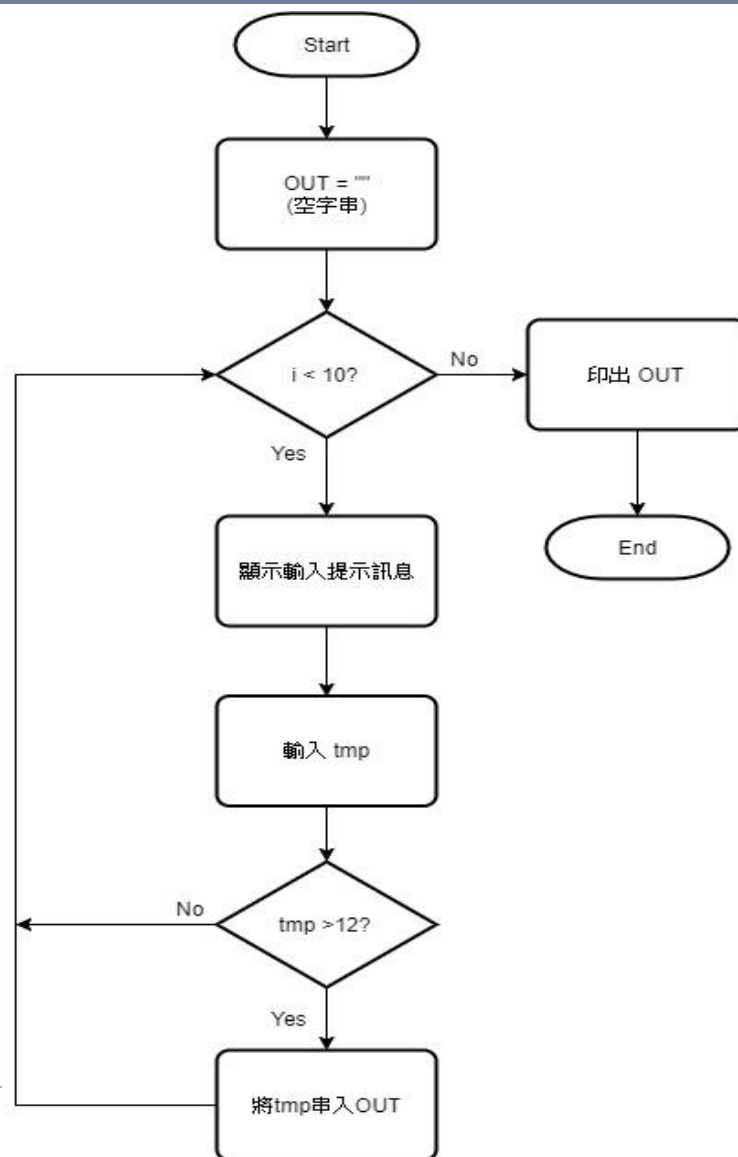 Start
OUT = ""
(空字串)
i < 10?
No
印出 OUT
Yes
End
顯示輸入提示訊息
輸入 tmp
No
tmp >12?
Yes
將tmp串入OUT